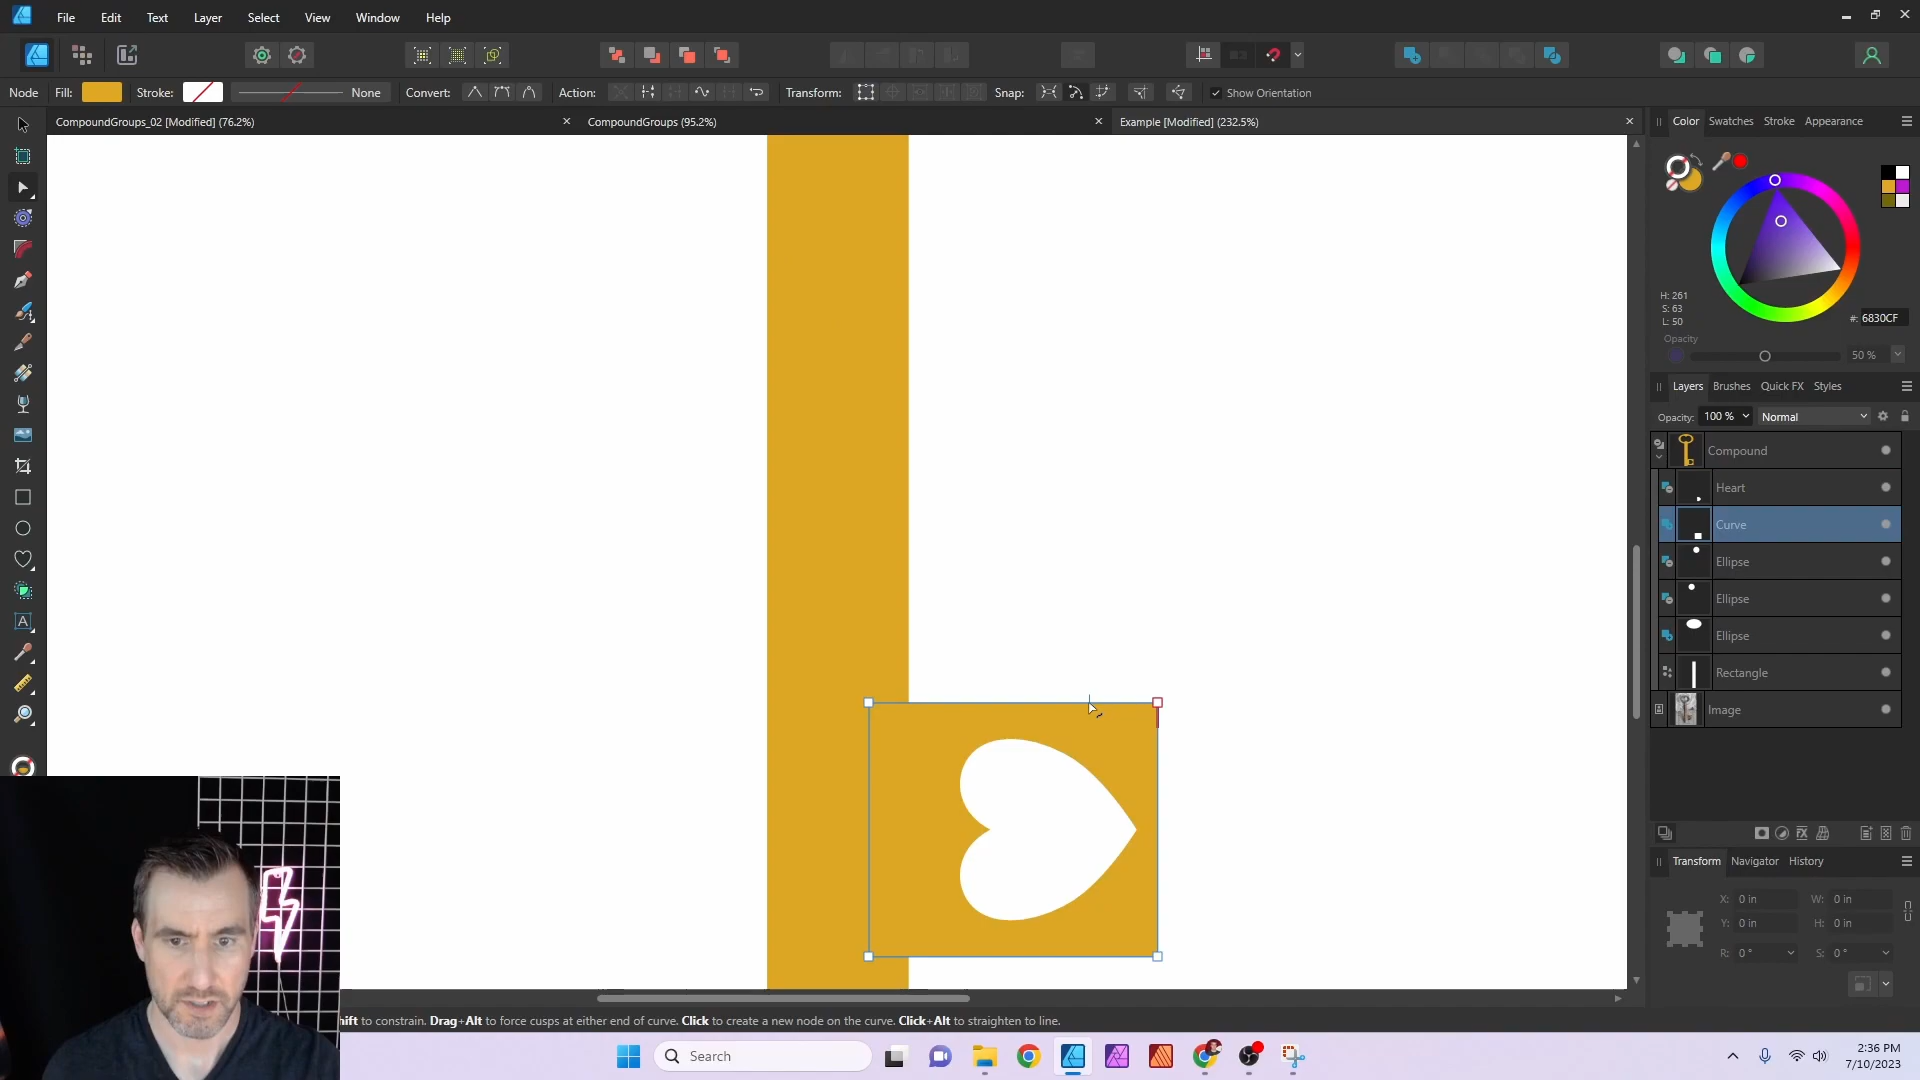 File Edit Text Layer Select View Window Help
Node Fill: Stroke: None Convert: Action: Transform: Snap: Show Orientation
CompoundGroups_02 [Modified] (76.2%) CompoundGroups (95.2%) Example [Modified] (232.5%)
Color Swatches Stroke Appearance
H: 261
S: 63
L: 50
#: 6830CF
Opacity
50 %
Layers Brushes Quick FX Styles
Opacity: 100 % Normal
Compound
Heart
Curve
Ellipse
Ellipse
Ellipse
Rectangle
Image
Transform Navigator History
X: 0 in W: 0 in
Y: 0 in H: 0 in
R: 0 ° S: 0 °
hift to constrain. Drag+Alt to force cusps at either end of curve. Click to create a new node on the curve. Click+Alt to straighten to line.
Search
2:36 PM
7/10/2023